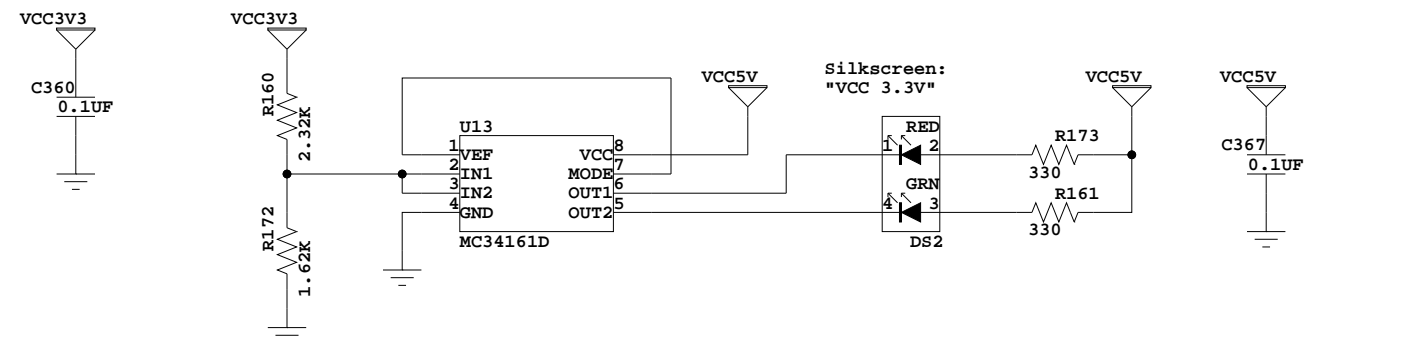 VCC3V3
C360
0.1UF
VCC3V3
R160
2.32K
R172
1.62K
U13
1 VEF
2 IN1
3 IN2
4 GND
VCC 8
MODE 7
OUT1 6
OUT2 5
MC34161D
VCC5V
Silkscreen:
"VCC 3.3V"
RED
1 2
GRN
4 3
DS2
VCC5V
R173
330
R161
330
VCC5V
C367
0.1UF